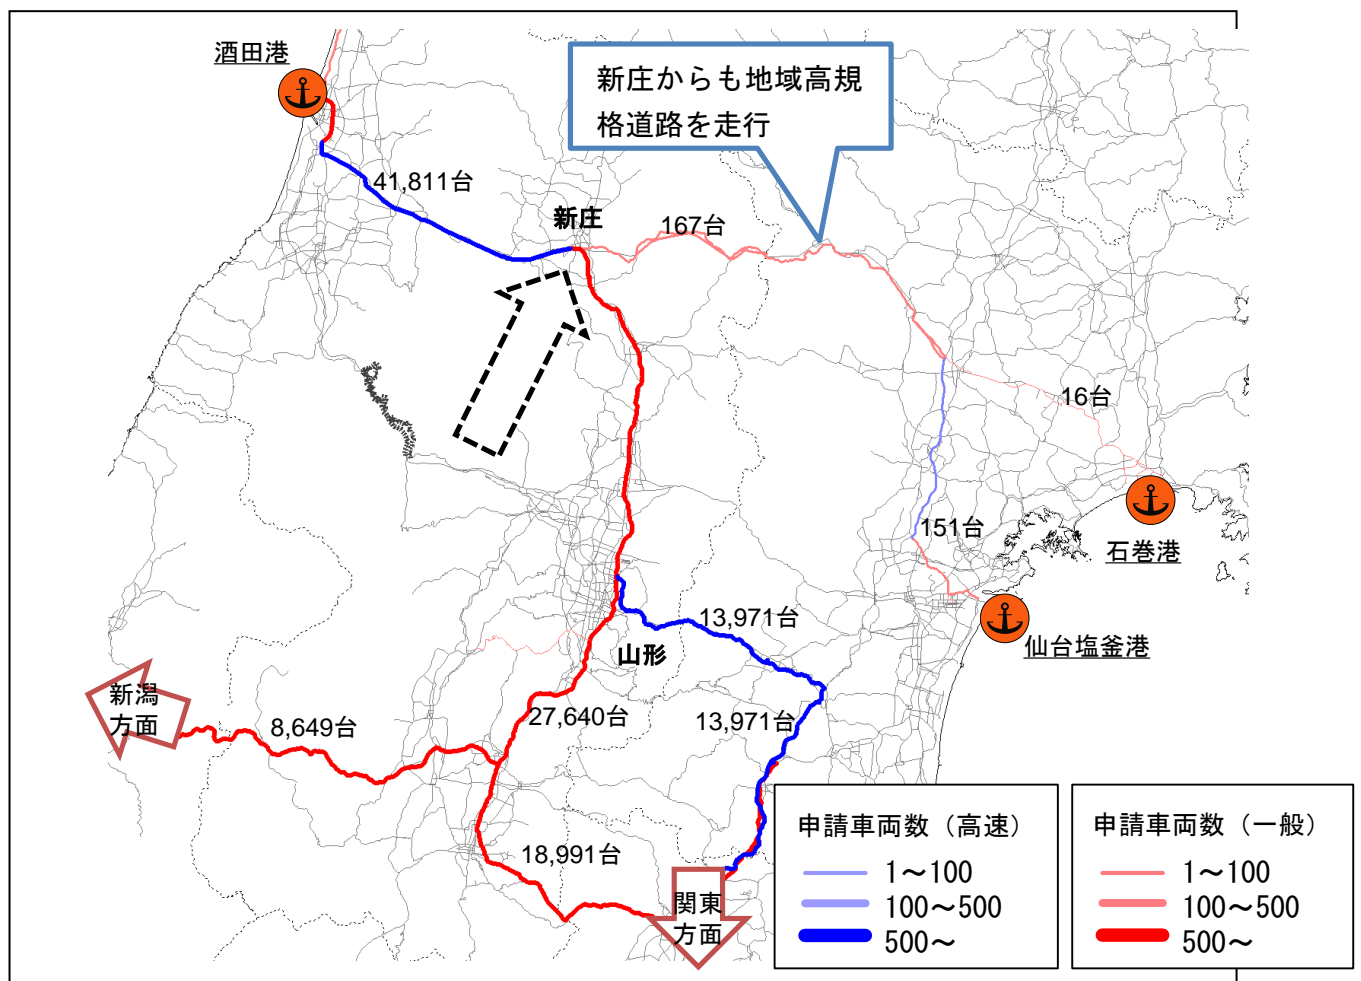 酒田港
新庄からも地域高規
格道路を走行
41,811台
新庄
167台
16台
151台
石巻港
仙台塩釜港
13,971台
山形
新潟
方面
27,640台
13,971台
8,649台
18,991台
関東
方面
申請車両数（高速）
1～100
100～500
500～
申請車両数（一般）
1～100
100～500
500～